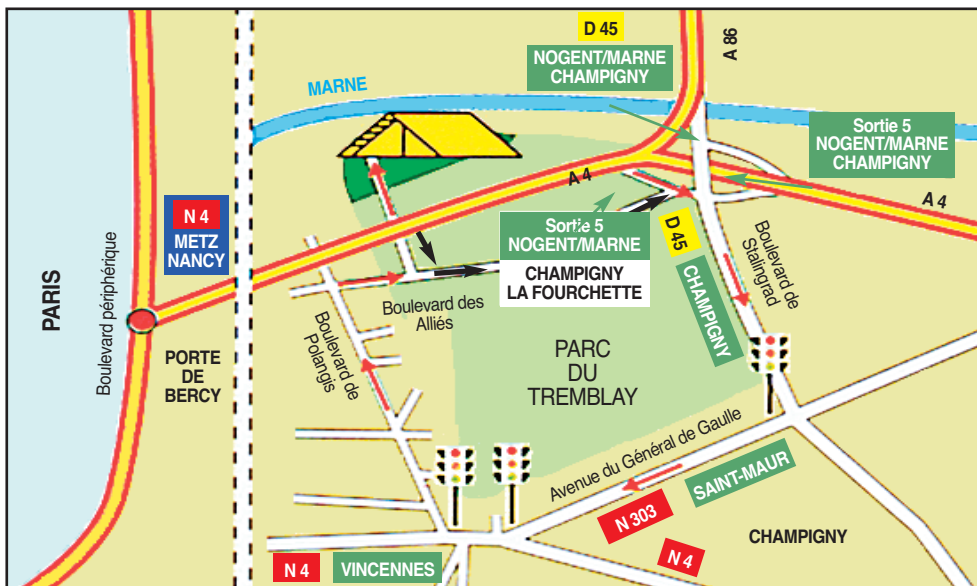 D 45
NOGENT/MARNE
CHAMPIGNY
A 86
MARNE
Sortie 5
NOGENT/MARNE
CHAMPIGNY
A 4
A 4
N 4
METZ
NANCY
Sortie 5
NOGENT/MARNE
D 45
CHAMPIGNY
LA FOURCHETTE
CHAMPIGNY
Boulevard de
Stalingrad
Boulevard périphérique
PARIS
Boulevard des
Alliés
Boulevard de
Polangis
PORTE
DE
BERCY
PARC
DU
TREMBLAY
Avenue du Général de Gaulle
SAINT-MAUR
N 303
CHAMPIGNY
N 4
N 4
VINCENNES